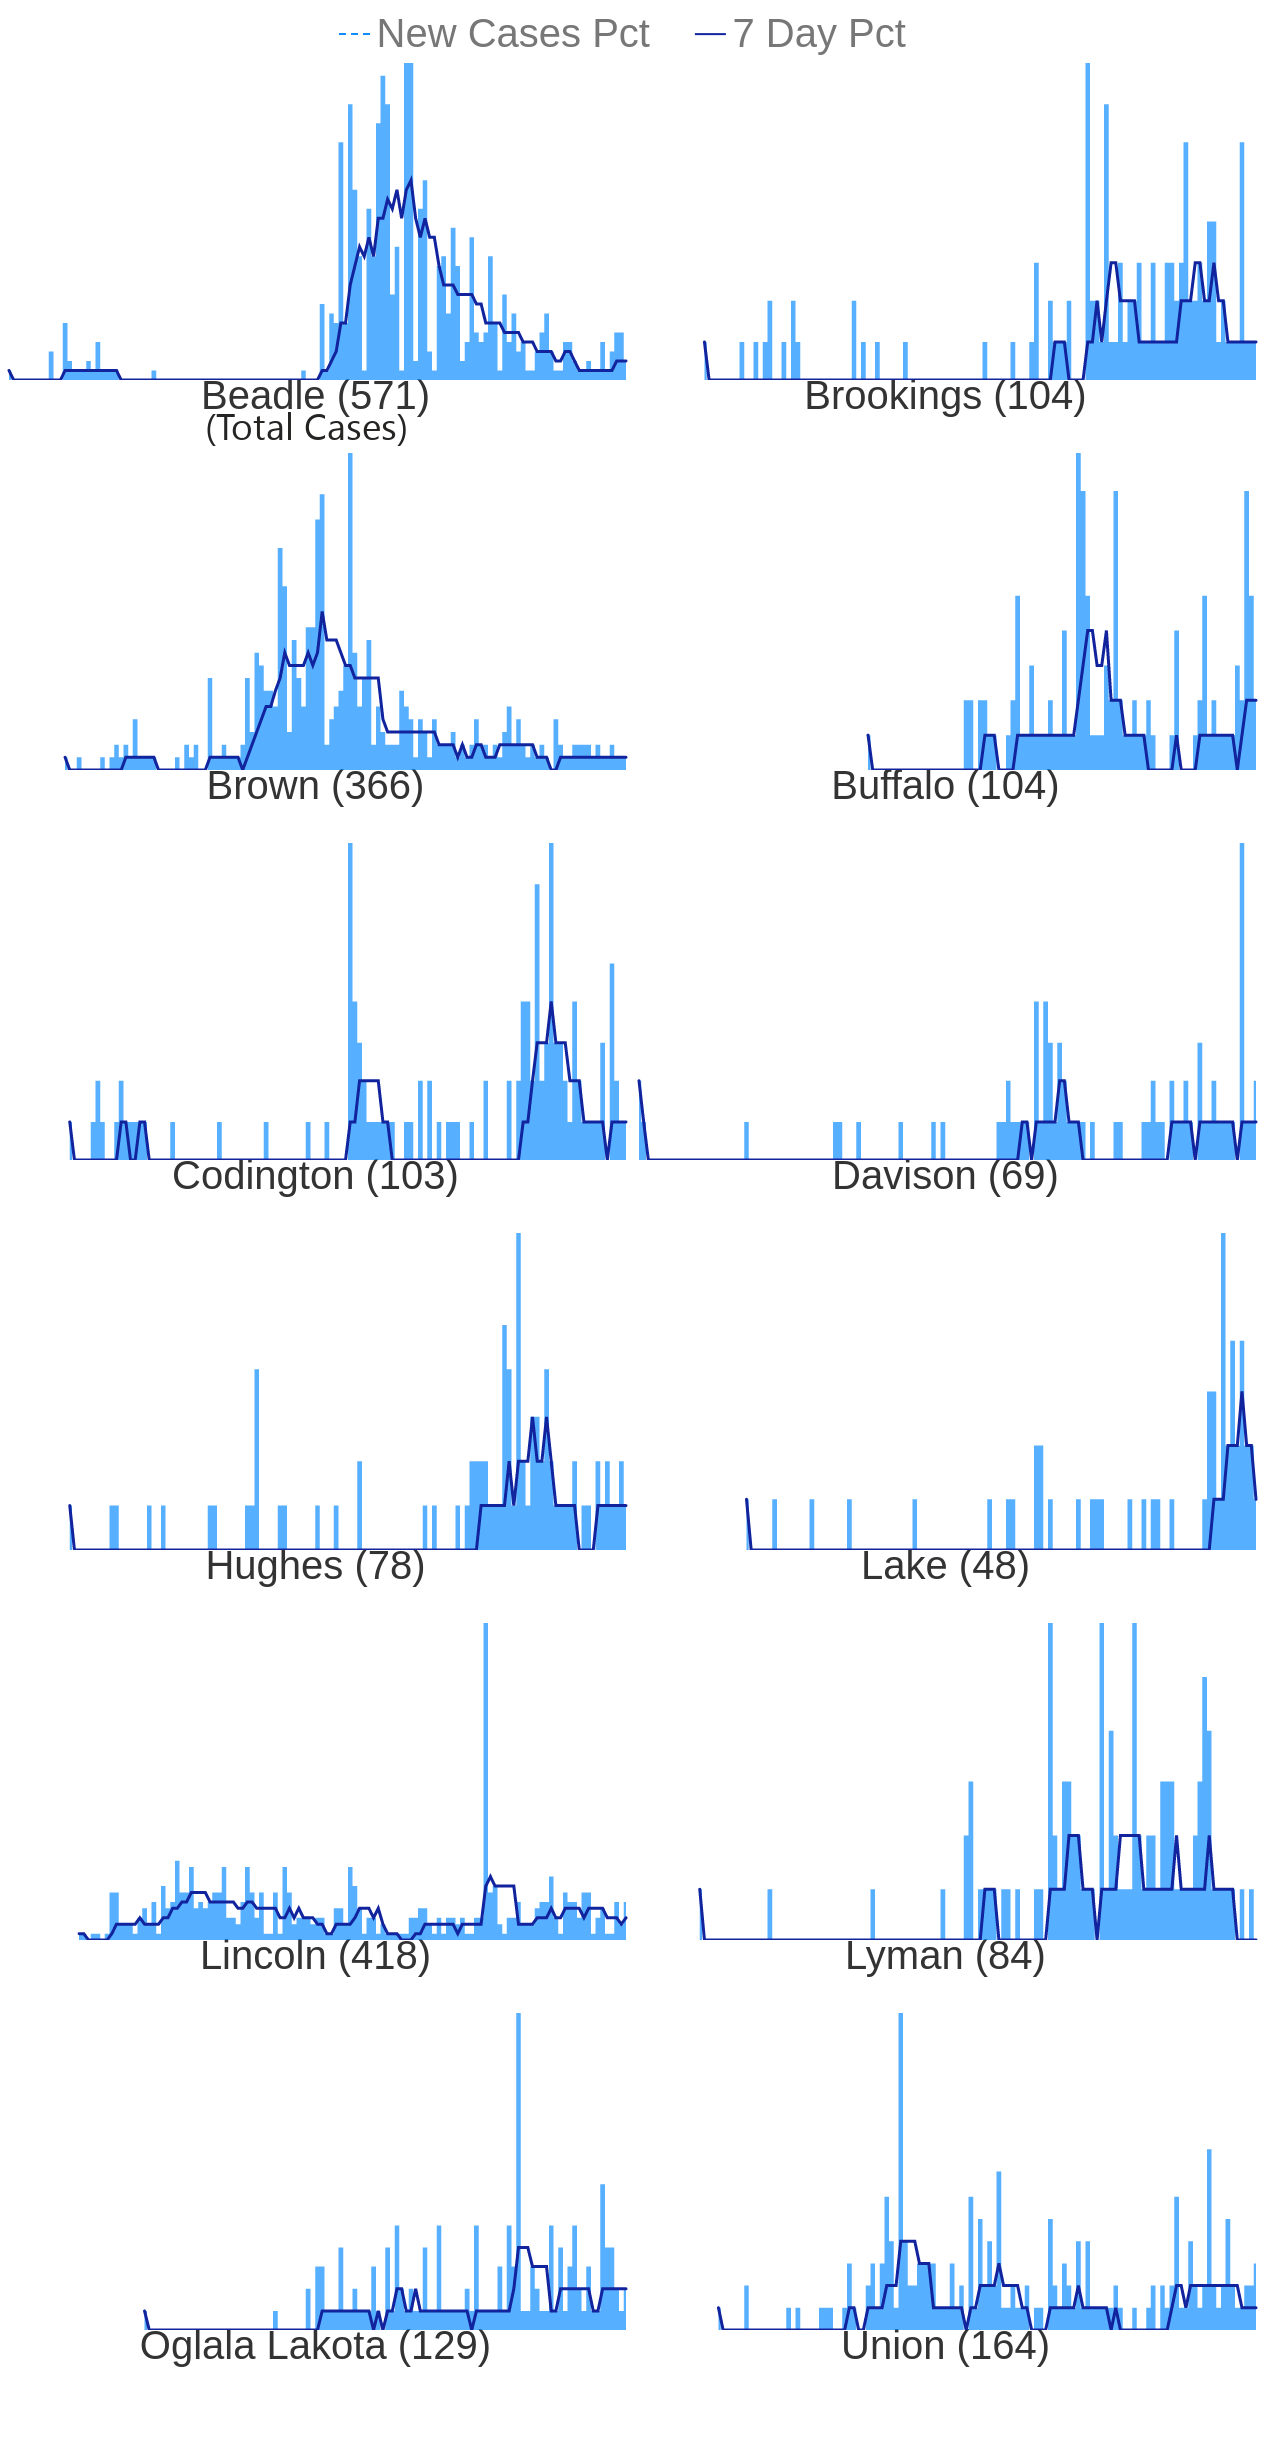 New Cases Pct 7 Day Pct
Beadle (571) Brookings (104)
(Total Cases)
Brown (366) Buffalo (104)
Codington (103) Davison (69)
Hughes (78) Lake (48)
Lincoln (418) Lyman (84)
Oglala Lakota (129) Union (164)